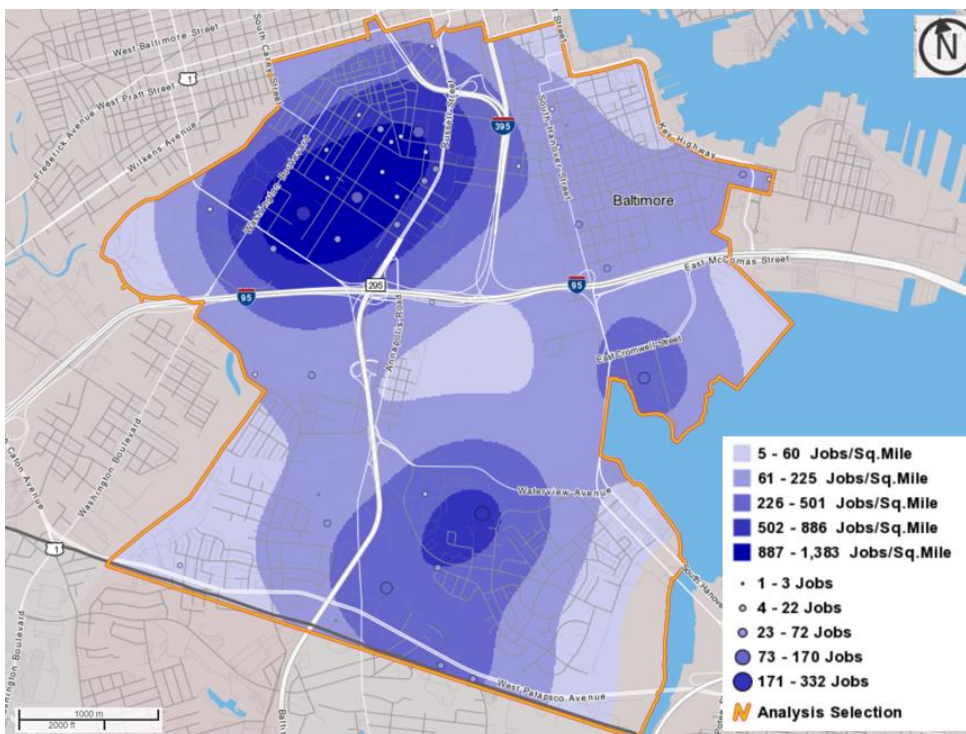 West Baltimore Street
South Carey Street
Street
N
1
West Pratt Street
Frederick Avenue
Wilkens Avenue
Russell Street
395
South Hanover Street
Key Highway
Washington Boulevard
Baltimore
East McComas Street
95
295
95
Annapolis Road
East Cromwell Street
Washington Boulevard
Caton Avenue
Waterview Avenue
1
South Hanover
West Patapsco Avenue
5 - 60 Jobs/Sq.Mile
61 - 225 Jobs/Sq.Mile
226 - 501 Jobs/Sq.Mile
502 - 886 Jobs/Sq.Mile
887 - 1,383 Jobs/Sq.Mile
1 - 3 Jobs
4 - 22 Jobs
23 - 72 Jobs
73 - 170 Jobs
171 - 332 Jobs
Analysis Selection
1000 m
2000 ft